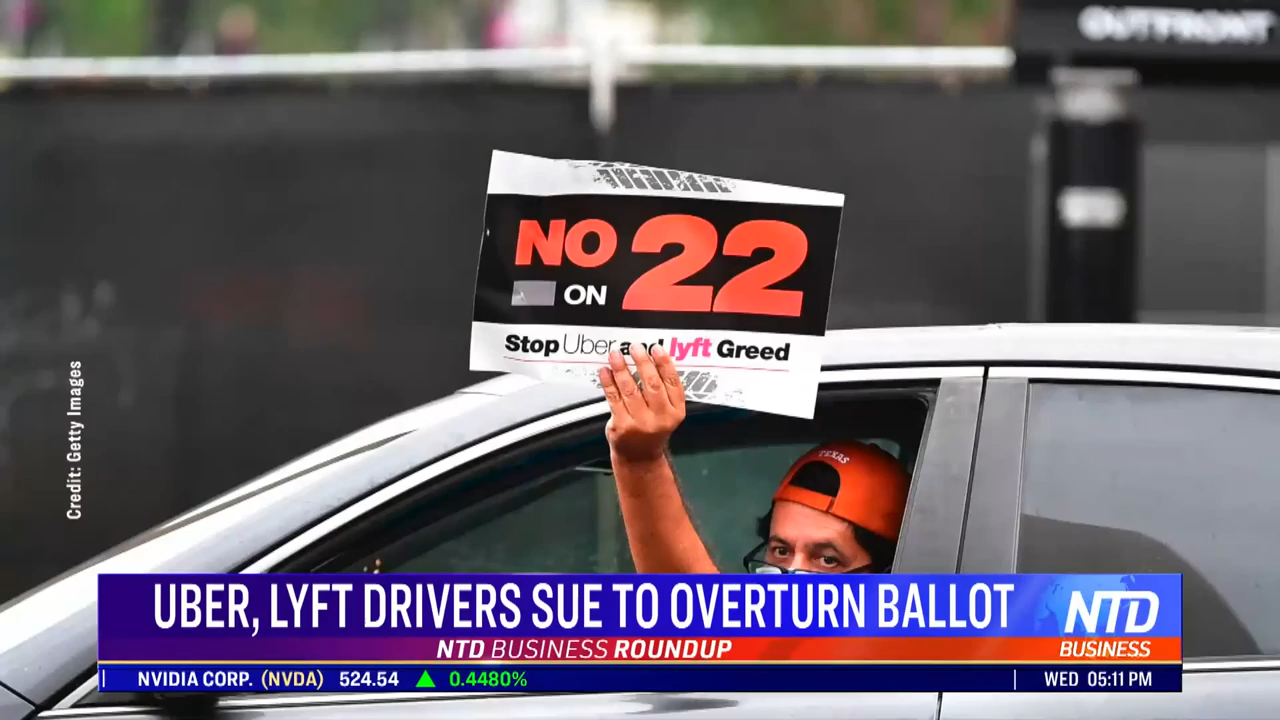 OUTFRONT
NO
ON
22
Stop Uber and lyft Greed
TEXAS
Credit: Getty Images
UBER, LYFT DRIVERS SUE TO OVERTURN BALLOT
NTD
BUSINESS
NTD BUSINESS ROUNDUP
NVIDIA CORP. (NVDA) 524.54 ▲ 0.4480%
WED 05:11 PM